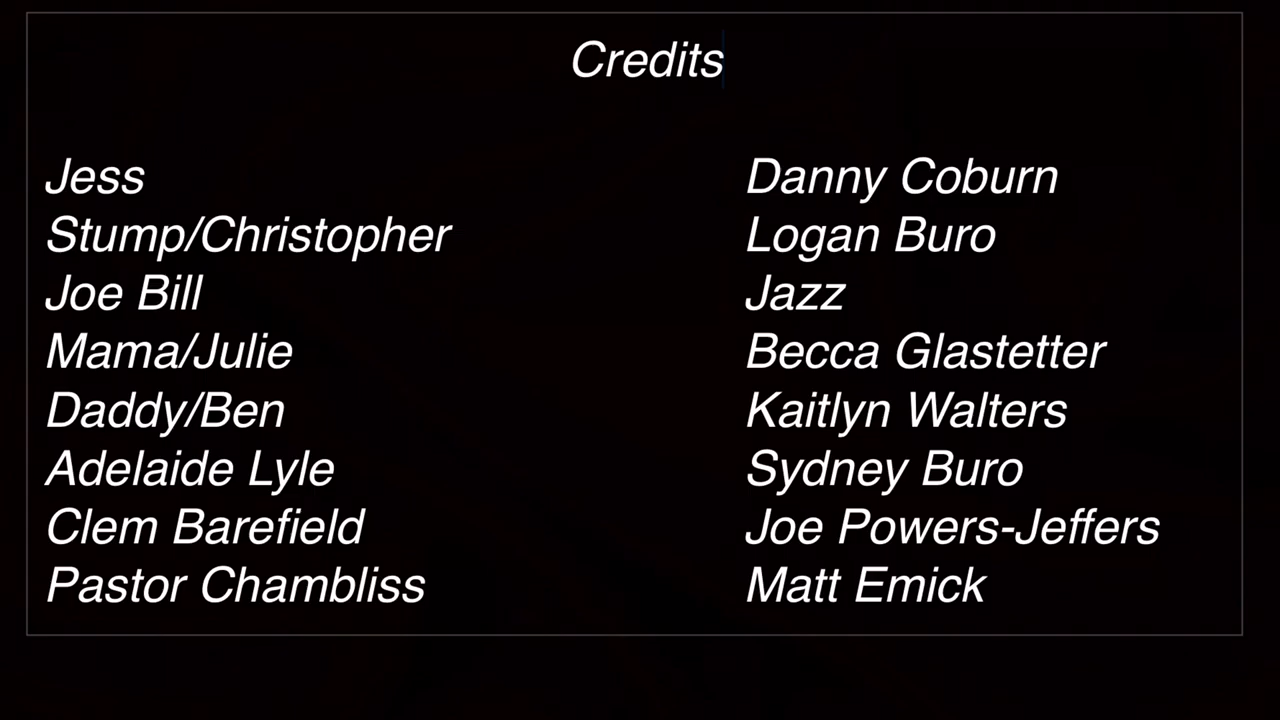 Credits
Jess Danny Coburn
Stump/Christopher Logan Buro
Joe Bill Jazz
Mama/Julie Becca Glastetter
Daddy/Ben Kaitlyn Walters
Adelaide Lyle Sydney Buro
Clem Barefield Joe Powers-Jeffers
Pastor Chambliss Matt Emick